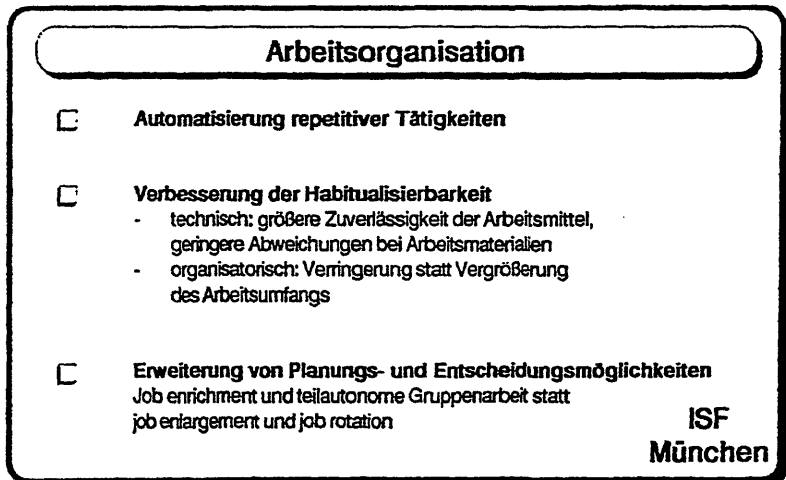 Arbeitsorganisation
Automatisierung repetitiver Tätigkeiten
Verbesserung der Habitualisierbarkeit
- technisch: größere Zuverlässigkeit der Arbeitsmittel,
geringere Abweichungen bei Arbeitsmaterialien
- organisatorisch: Verringerung statt Vergrößerung
des Arbeitsumfangs
Erweiterung von Planungs- und Entscheidungsmöglichkeiten
Job enrichment und teilautonome Gruppenarbeit statt
job enlargement und job rotation
ISF
München